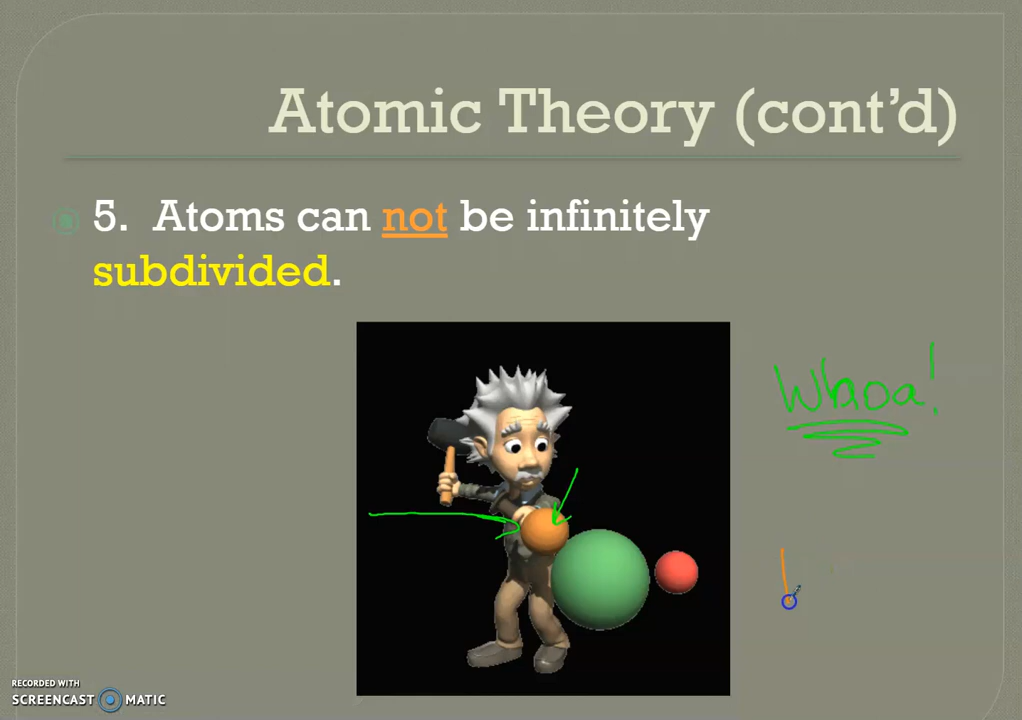 Atomic Theory (cont’d)
5. Atoms can not be infinitely
subdivided.
Whoa!
RECORDED WITH
SCREENCAST MATIC